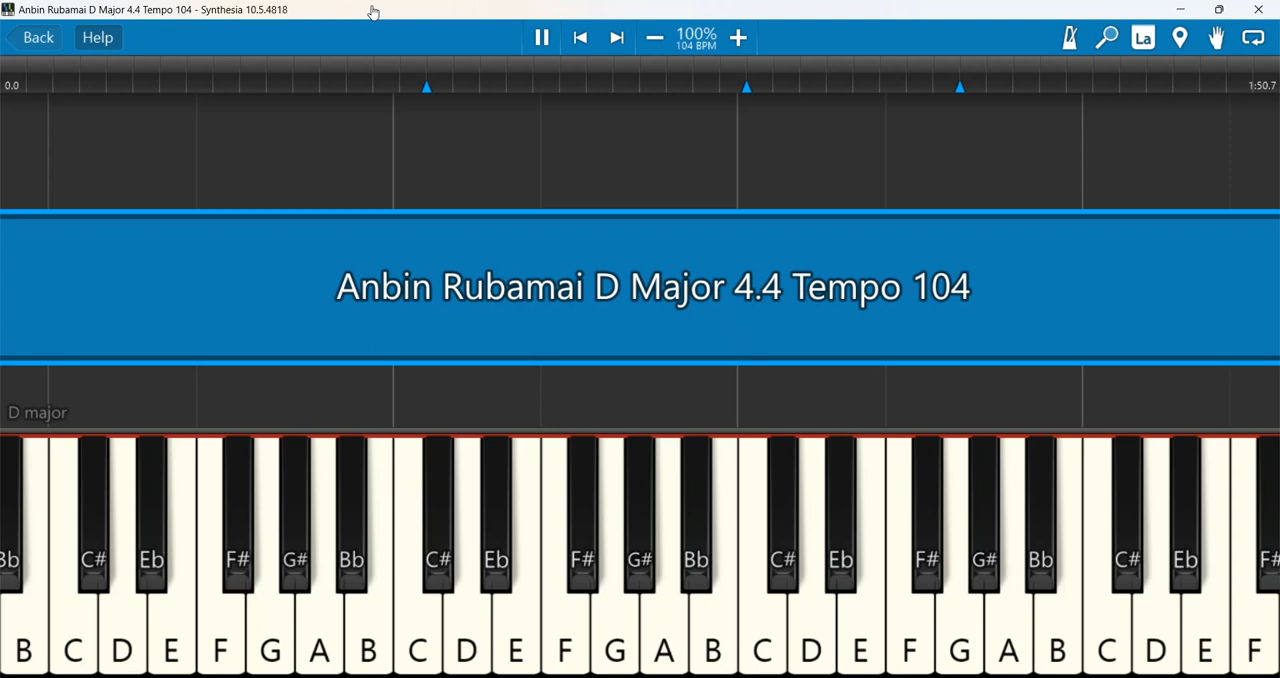 Anbin Rubamai D Major 4.4 Tempo 104 - Synthesia 10.5.4818
Back Help 100% La
104 BPM
0.0 1:50.7
Anbin Rubamai D Major 4.4 Tempo 104
D major
Bb C# Eb F# G# Bb C# Eb F# G# Bb C# Eb F# G# Bb C# Eb F#
B C D E F G A B C D E F G A B C D E F G A B C D E F